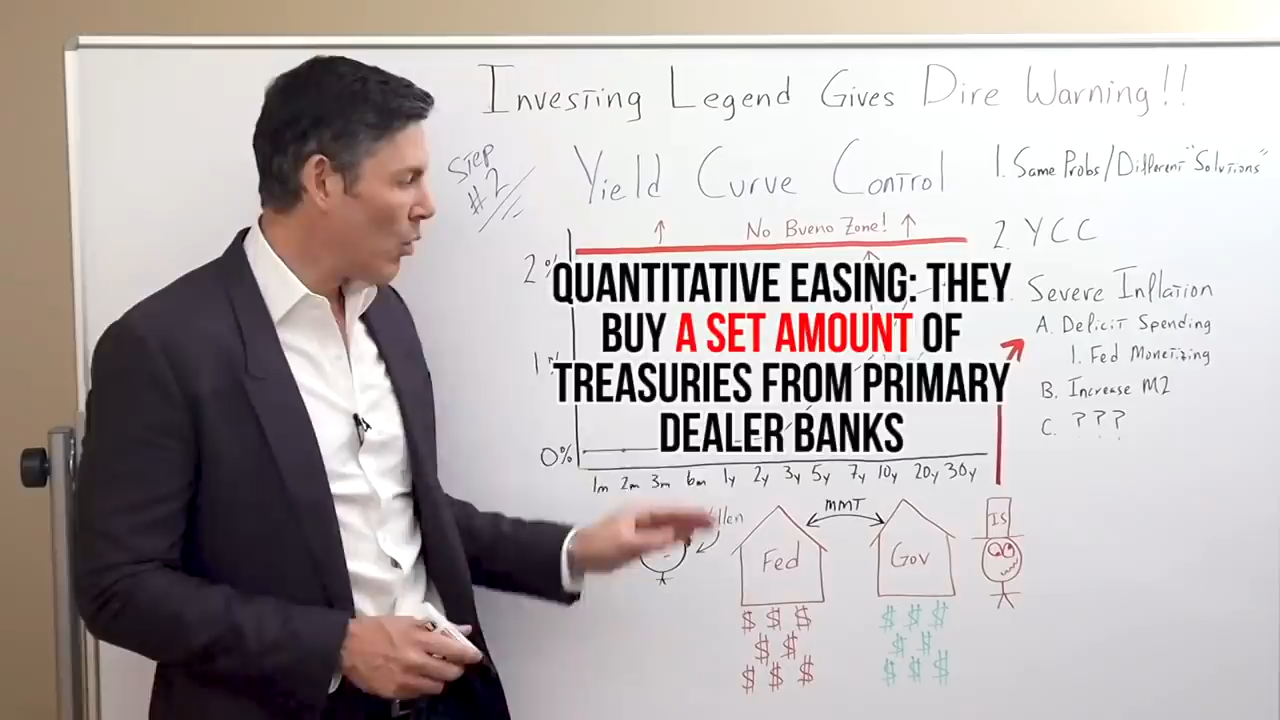 Investing Legend Gives Dire Warning!!
Step
#2
Yield Curve Control
1. Same Probs/Different "Solutions"
No Bueno Zone!
2. YCC
2%
QUANTITATIVE EASING: THEY
BUY A SET AMOUNT OF
TREASURIES FROM PRIMARY
DEALER BANKS
Severe Inflation
A. Deficit Spending
1. Fed Monetizing
B. Increase M2
C. ???
1%
0%
1m 2m 3m 6m 1y 2y 3y 5y 7y 10y 20y 30y
MMT
Fed
Gov
IS
$ $ $
$ $
$ $ $
$ $ $
$ $
$ $ $